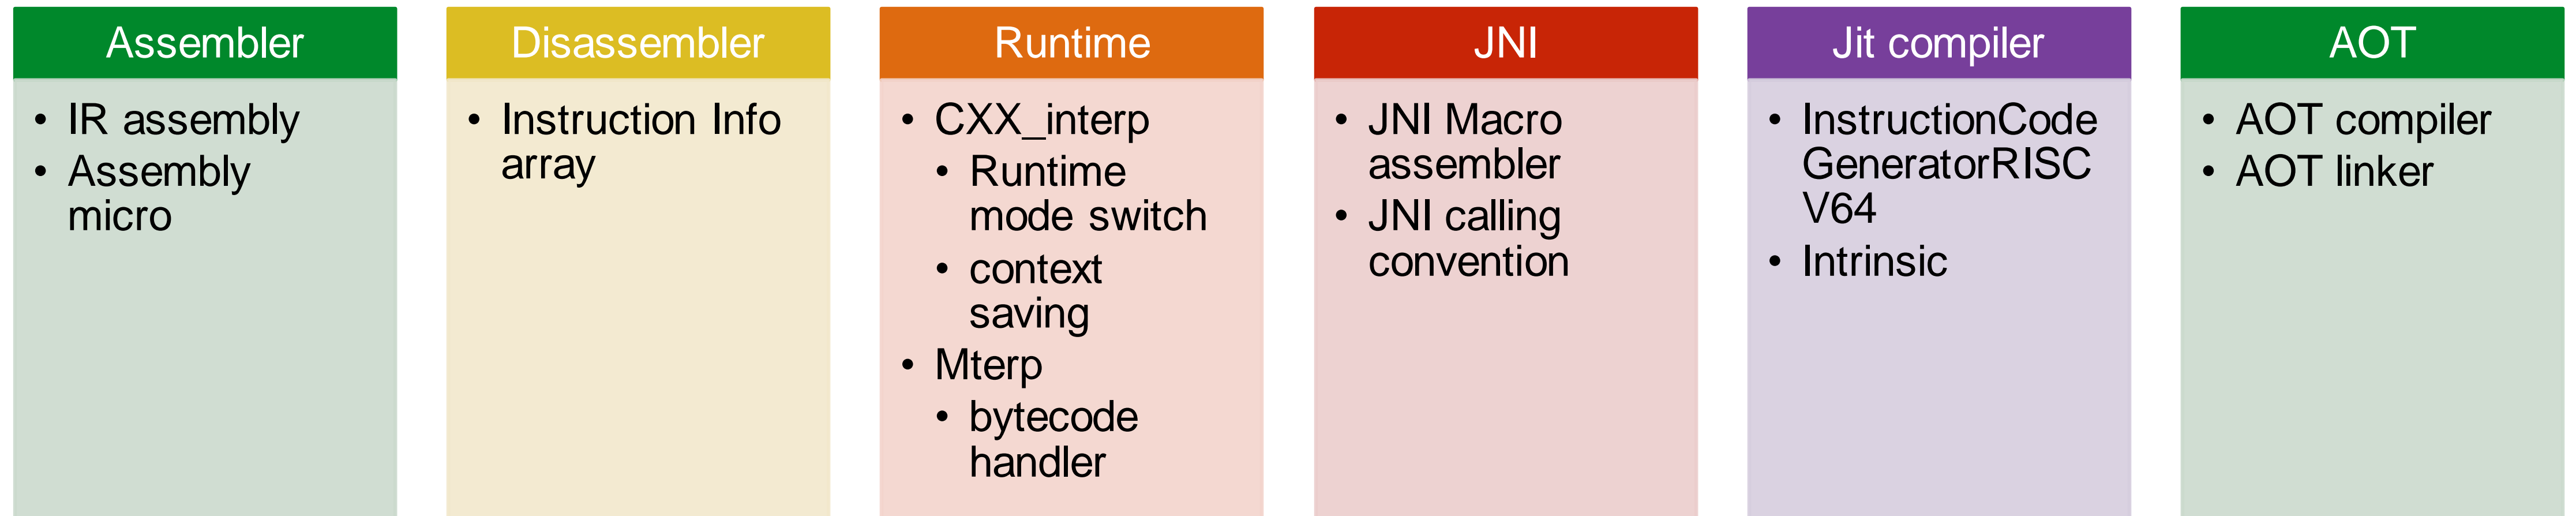 Assembler
• IR assembly
• Assembly
micro
Disassembler
• Instruction Info
array
Runtime
• CXX_interp
• Runtime
mode switch
• context
saving
• Mterp
• bytecode
handler
JNI
• JNI Macro
assembler
• JNI calling
convention
Jit compiler
• InstructionCode
GeneratorRISC
V64
• Intrinsic
AOT
• AOT compiler
• AOT linker